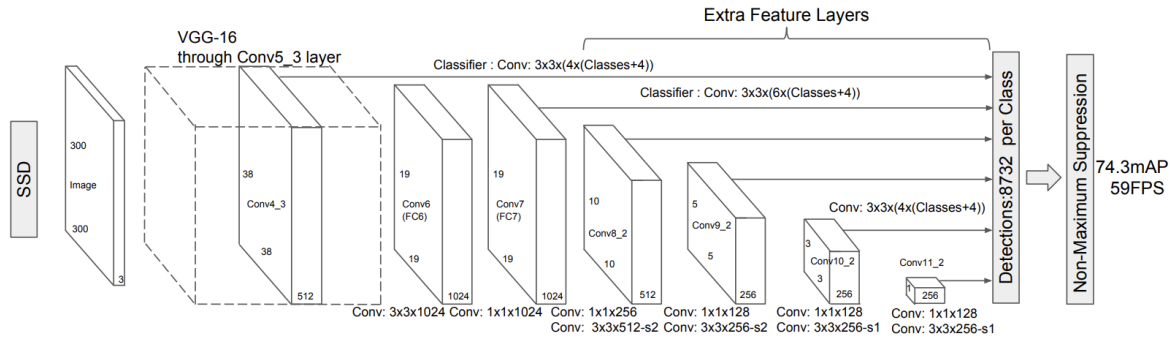 Extra Feature Layers
VGG-16
through Conv5_3 layer
Classifier : Conv: 3x3x(4x(Classes+4))
Classifier : Conv: 3x3x(6x(Classes+4))
SSD
300
Image
300
3
38
Conv4_3
38
512
19
Conv6
(FC6)
19
1024
19
Conv7
(FC7)
19
1024
10
Conv8_2
10
512
5
Conv9_2
5
256
Conv: 3x3x(4x(Classes+4))
3
Conv10_2
3
256
Conv11_2
1
256
Detections:8732 per Class
Non-Maximum Suppression
74.3mAP
59FPS
Conv: 3x3x1024
Conv: 1x1x1024
Conv: 1x1x256
Conv: 3x3x512-s2
Conv: 1x1x128
Conv: 3x3x256-s2
Conv: 1x1x128
Conv: 3x3x256-s1
Conv: 1x1x128
Conv: 3x3x256-s1